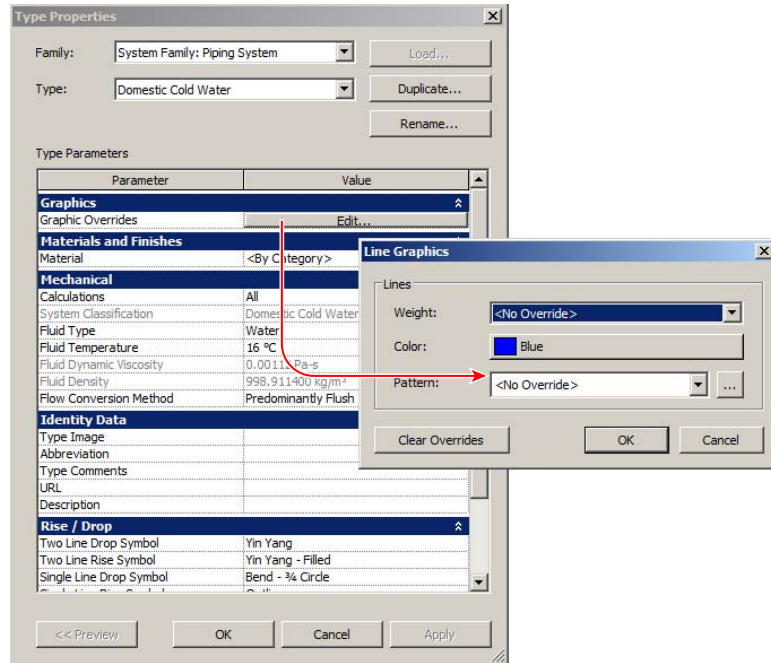 Type Properties
Family: System Family: Piping System Load...
Type: Domestic Cold Water Duplicate...
Rename...
Type Parameters
Parameter Value
Graphics
Graphic Overrides Edit...
Materials and Finishes
Material <By Category>
Mechanical
Calculations All
System Classification Domestic Cold Water
Fluid Type Water
Fluid Temperature 16 °C
Fluid Dynamic Viscosity Pa-s
Fluid Density 998.911400 kg/m³
Flow Conversion Method Predominantly Flush
Identity Data
Type Image
Abbreviation
Type Comments
URL
Description
Rise / Drop
Two Line Drop Symbol Yin Yang
Two Line Rise Symbol Yin Yang - Filled
Single Line Drop Symbol Bend - ¾ Circle
<< Preview OK Cancel Apply
Line Graphics
Lines
Weight: <No Override>
Color: Blue
Pattern: <No Override> ...
Clear Overrides OK Cancel